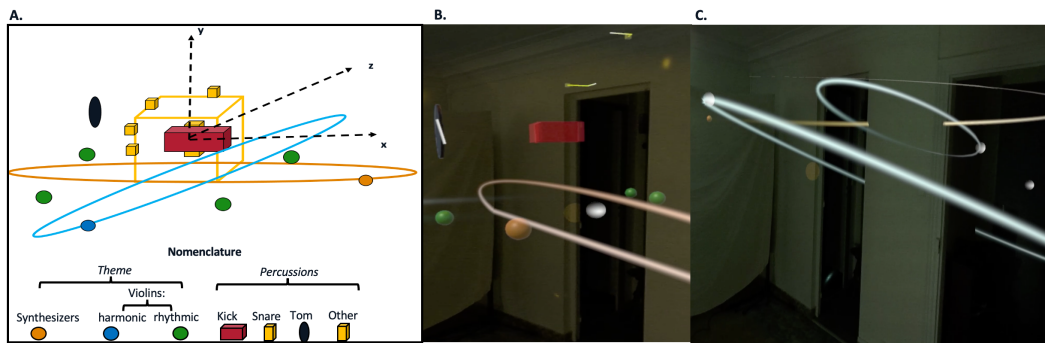 A.
B.
C.
y
z
x
Nomenclature
Theme
Percussions
Violins:
Synthesizers harmonic rhythmic Kick Snare Tom Other